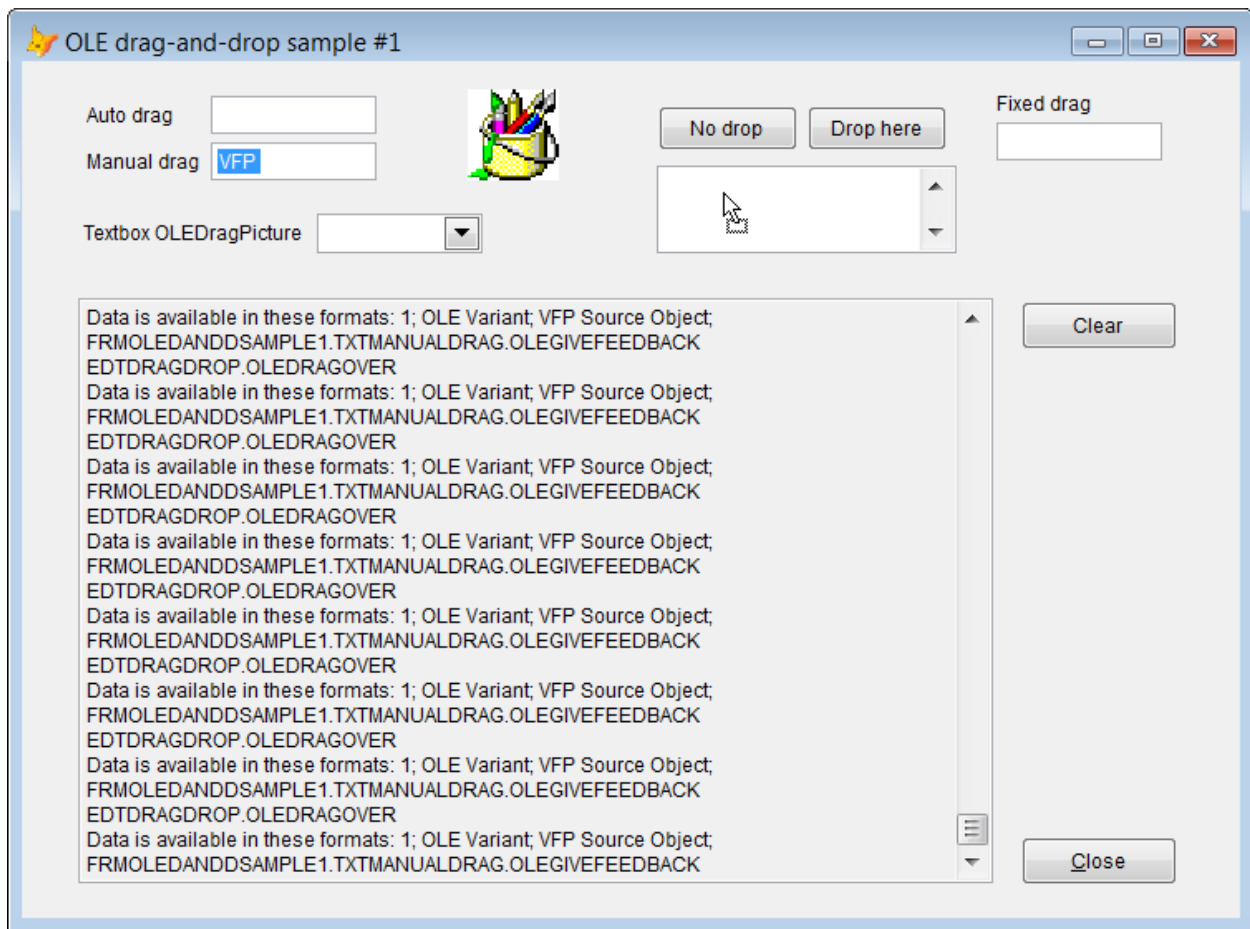 OLE drag-and-drop sample #1
Auto drag
Manual drag VFP
No drop Drop here
Fixed drag
Textbox OLEDragPicture
Data is available in these formats: 1; OLE Variant; VFP Source Object;
FRMOLEDANDDSAMPLE1.TXTMANUALDRAG.OLEGIVEFEEDBACK
EDTDRAGDROP.OLEDRAGOVER
Data is available in these formats: 1; OLE Variant; VFP Source Object;
FRMOLEDANDDSAMPLE1.TXTMANUALDRAG.OLEGIVEFEEDBACK
EDTDRAGDROP.OLEDRAGOVER
Data is available in these formats: 1; OLE Variant; VFP Source Object;
FRMOLEDANDDSAMPLE1.TXTMANUALDRAG.OLEGIVEFEEDBACK
EDTDRAGDROP.OLEDRAGOVER
Data is available in these formats: 1; OLE Variant; VFP Source Object;
FRMOLEDANDDSAMPLE1.TXTMANUALDRAG.OLEGIVEFEEDBACK
EDTDRAGDROP.OLEDRAGOVER
Data is available in these formats: 1; OLE Variant; VFP Source Object;
FRMOLEDANDDSAMPLE1.TXTMANUALDRAG.OLEGIVEFEEDBACK
EDTDRAGDROP.OLEDRAGOVER
Data is available in these formats: 1; OLE Variant; VFP Source Object;
FRMOLEDANDDSAMPLE1.TXTMANUALDRAG.OLEGIVEFEEDBACK
EDTDRAGDROP.OLEDRAGOVER
Data is available in these formats: 1; OLE Variant; VFP Source Object;
FRMOLEDANDDSAMPLE1.TXTMANUALDRAG.OLEGIVEFEEDBACK
EDTDRAGDROP.OLEDRAGOVER
Data is available in these formats: 1; OLE Variant; VFP Source Object;
FRMOLEDANDDSAMPLE1.TXTMANUALDRAG.OLEGIVEFEEDBACK
Clear
Close